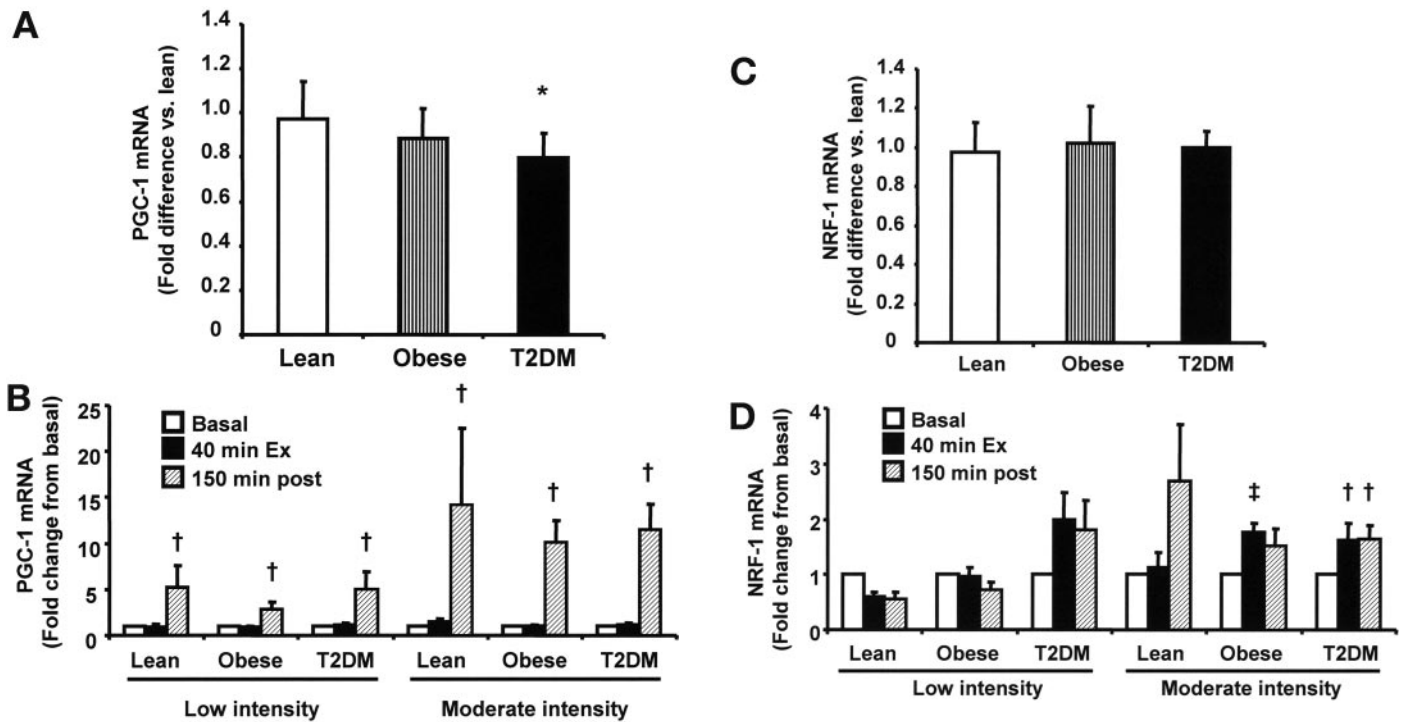 A
PGC-1 mRNA
(Fold difference vs. lean)
1.4
1.2
1.0
0.8
0.6
0.4
0.2
0
*
Lean Obese T2DM
B
PGC-1 mRNA
(Fold change from basal)
25
20
15
10
5
0
Basal
40 min Ex
150 min post
† † † † † †
Lean Obese T2DM Lean Obese T2DM
Low intensity Moderate intensity
C
NRF-1 mRNA
(Fold difference vs. lean)
1.4
1.2
1.0
0.8
0.6
0.4
0.2
0
Lean Obese T2DM
D
NRF-1 mRNA
(Fold change from basal)
4
2
1
0
Basal
40 min Ex
150 min post
‡ † †
Lean Obese T2DM Lean Obese T2DM
Low intensity Moderate intensity